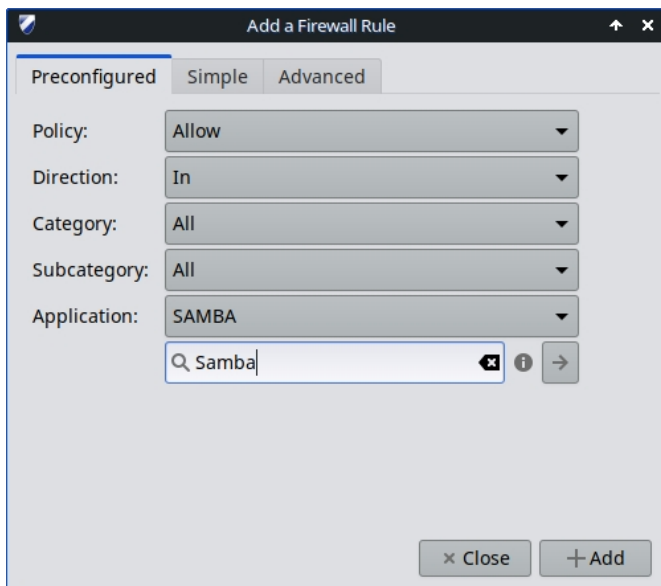 Add a Firewall Rule
Preconfigured Simple Advanced
Policy: Allow
Direction: In
Category: All
Subcategory: All
Application: SAMBA
Samba
Close Add